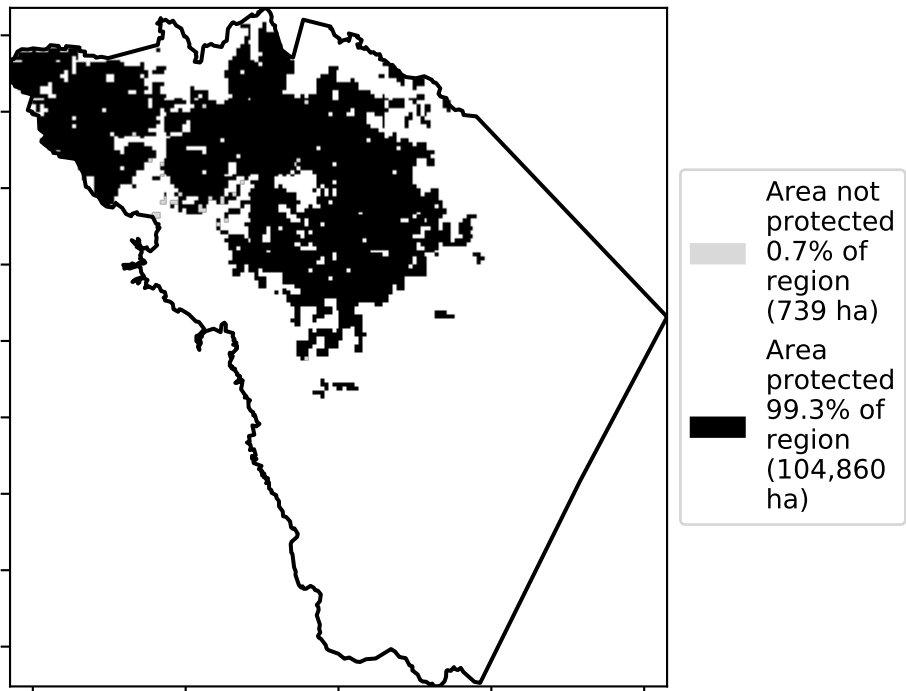 Area not
protected
0.7% of
region
(739 ha)
Area
protected
99.3% of
region
(104,860
ha)